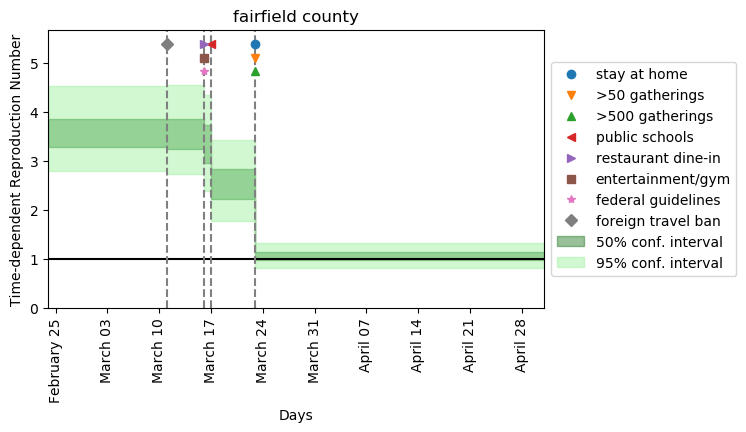 fairfield county
Time-dependent Reproduction Number
5
4
3
2
1
0
February 25
March 03
March 10
March 17
March 24
March 31
April 07
April 14
April 21
April 28
Days
stay at home
>50 gatherings
>500 gatherings
public schools
restaurant dine-in
entertainment/gym
federal guidelines
foreign travel ban
50% conf. interval
95% conf. interval